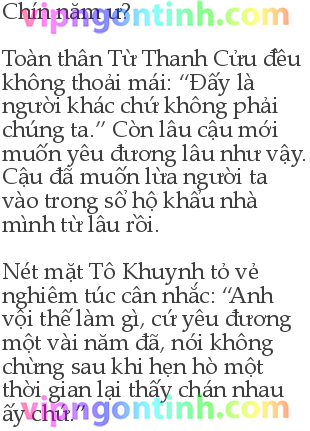 vipngontinh.com
Chín năm ư?
Toàn thân Từ Thanh Cửu đều
không thoải mái: “Đấy là
người khác chứ không phải
chúng ta.” Còn lâu cậu mới
muốn yêu đương lâu như vậy.
Cậu đã muốn lừa người ta
vào trong sổ hộ khẩu nhà
mình từ lâu rồi.
Nét mặt Tô Khuynh tỏ vẻ
nghiêm túc cân nhắc: “Anh
vội thế làm gì, cứ yêu đương
một vài năm đã, nói không
chừng sau khi hẹn hò một
thời gian lại thấy chán nhau
ấy chứ.”
vipngontinh.com